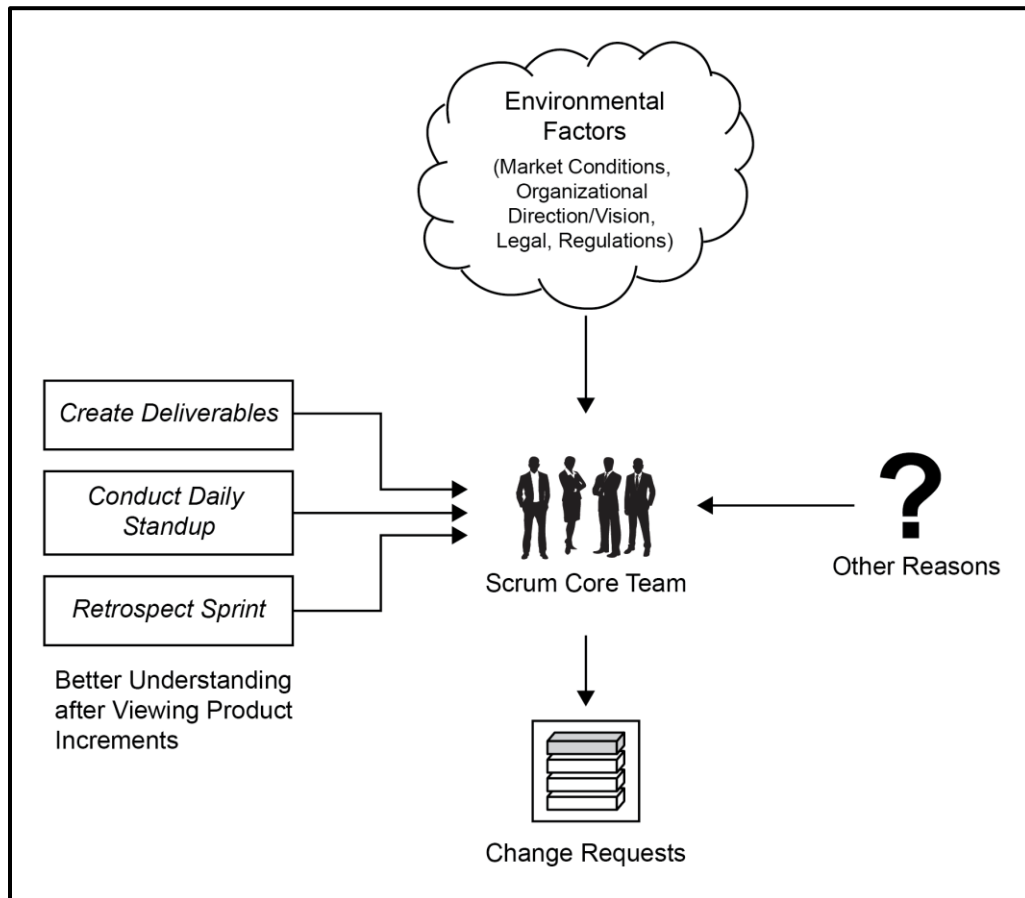 Environmental
Factors
(Market Conditions,
Organizational
Direction/Vision,
Legal, Regulations)
Create Deliverables
Conduct Daily
Standup
Retrospect Sprint
Better Understanding
after Viewing Product
Increments
Scrum Core Team
?
Other Reasons
Change Requests